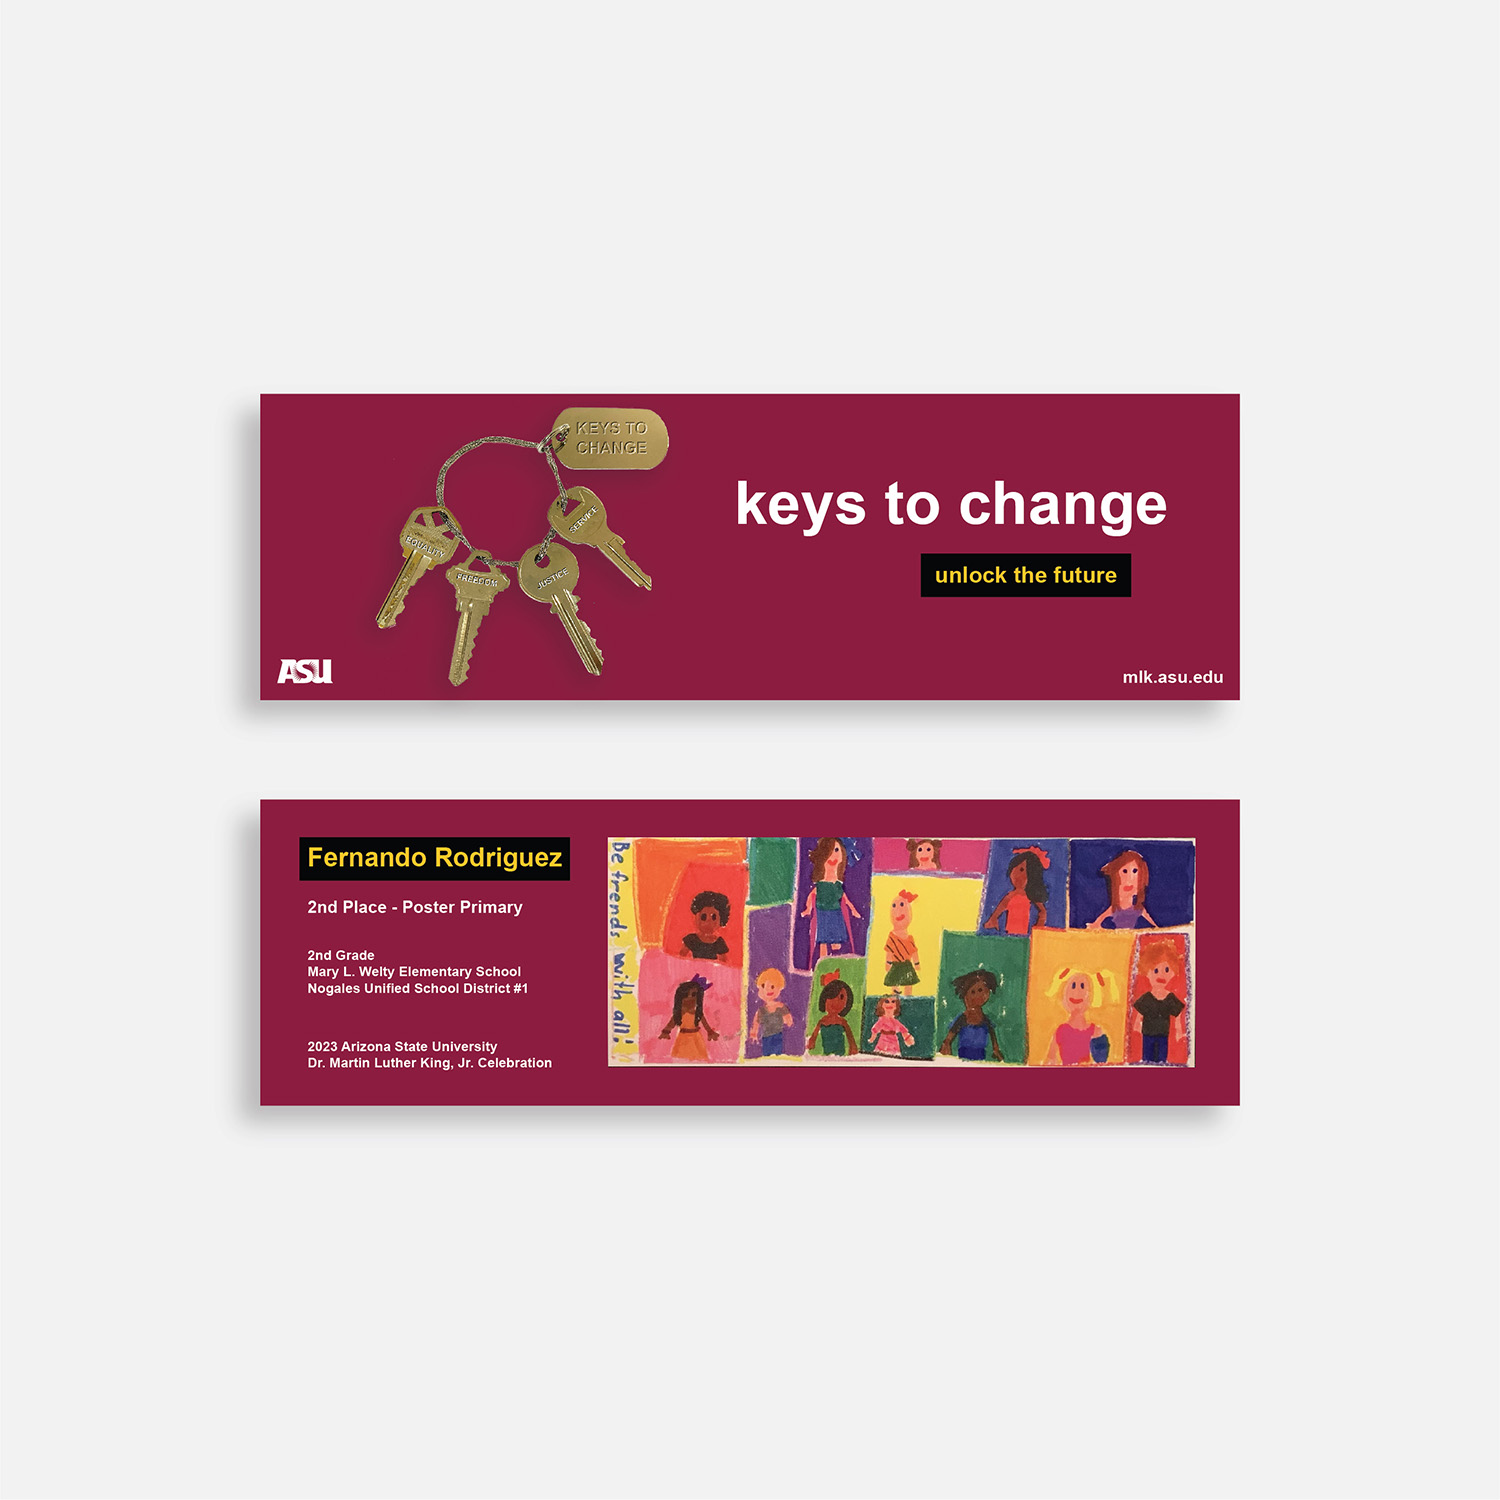 KEYS TO
CHANGE
EQUALITY
FREEDOM
JUSTICE
SERVICE
keys to change
unlock the future
ASU
mlk.asu.edu
Fernando Rodriguez
2nd Place - Poster Primary
2nd Grade
Mary L. Welty Elementary School
Nogales Unified School District #1
2023 Arizona State University
Dr. Martin Luther King, Jr. Celebration
Be frends with all!